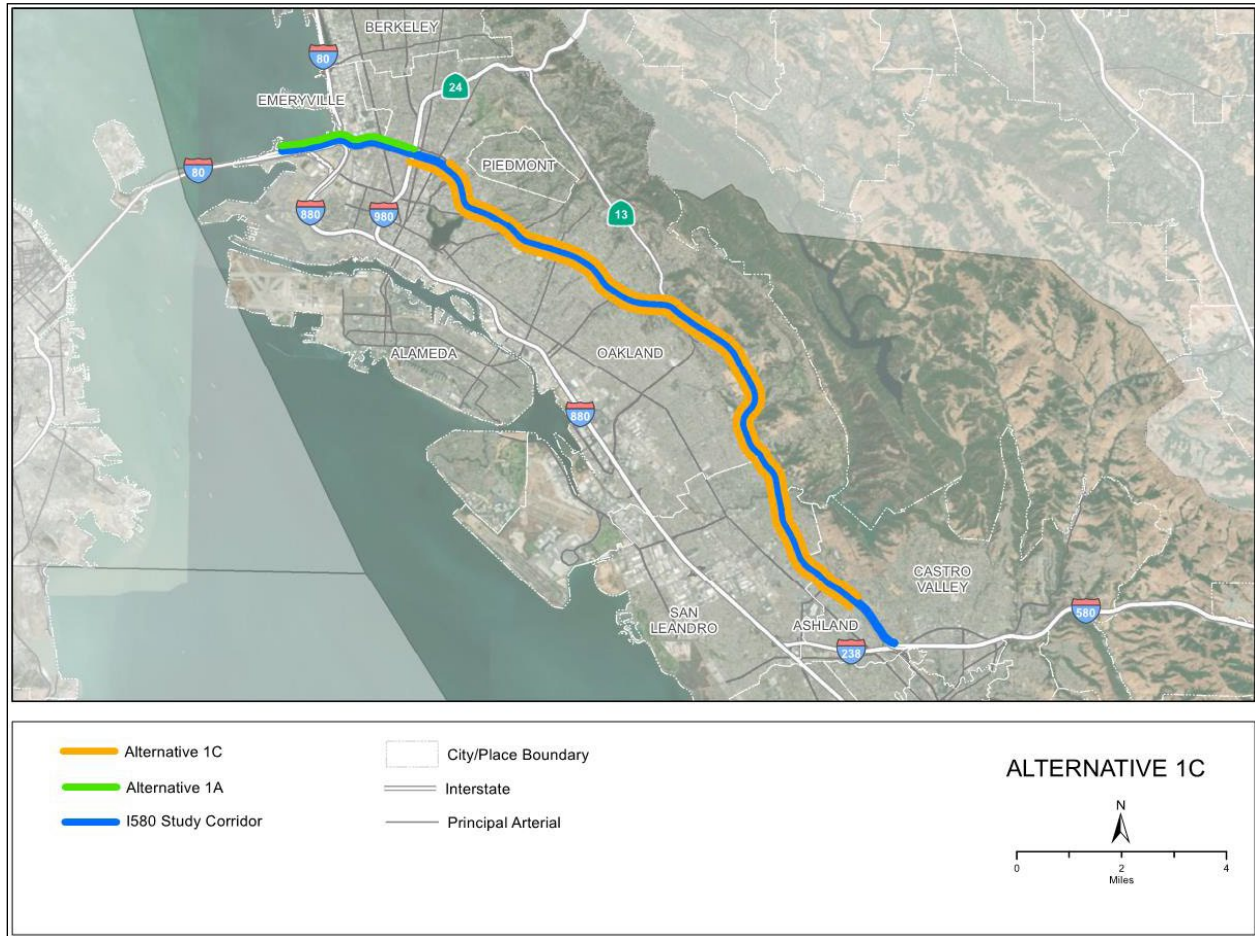 BERKELEY
80
24
EMERYVILLE
PIEDMONT
80
880
980
13
ALAMEDA
OAKLAND
880
CASTRO
VALLEY
580
SAN
LEANDRO
ASHLAND
238
Alternative 1C
Alternative 1A
I580 Study Corridor
City/Place Boundary
Interstate
Principal Arterial
ALTERNATIVE 1C
N
0 2 4
Miles